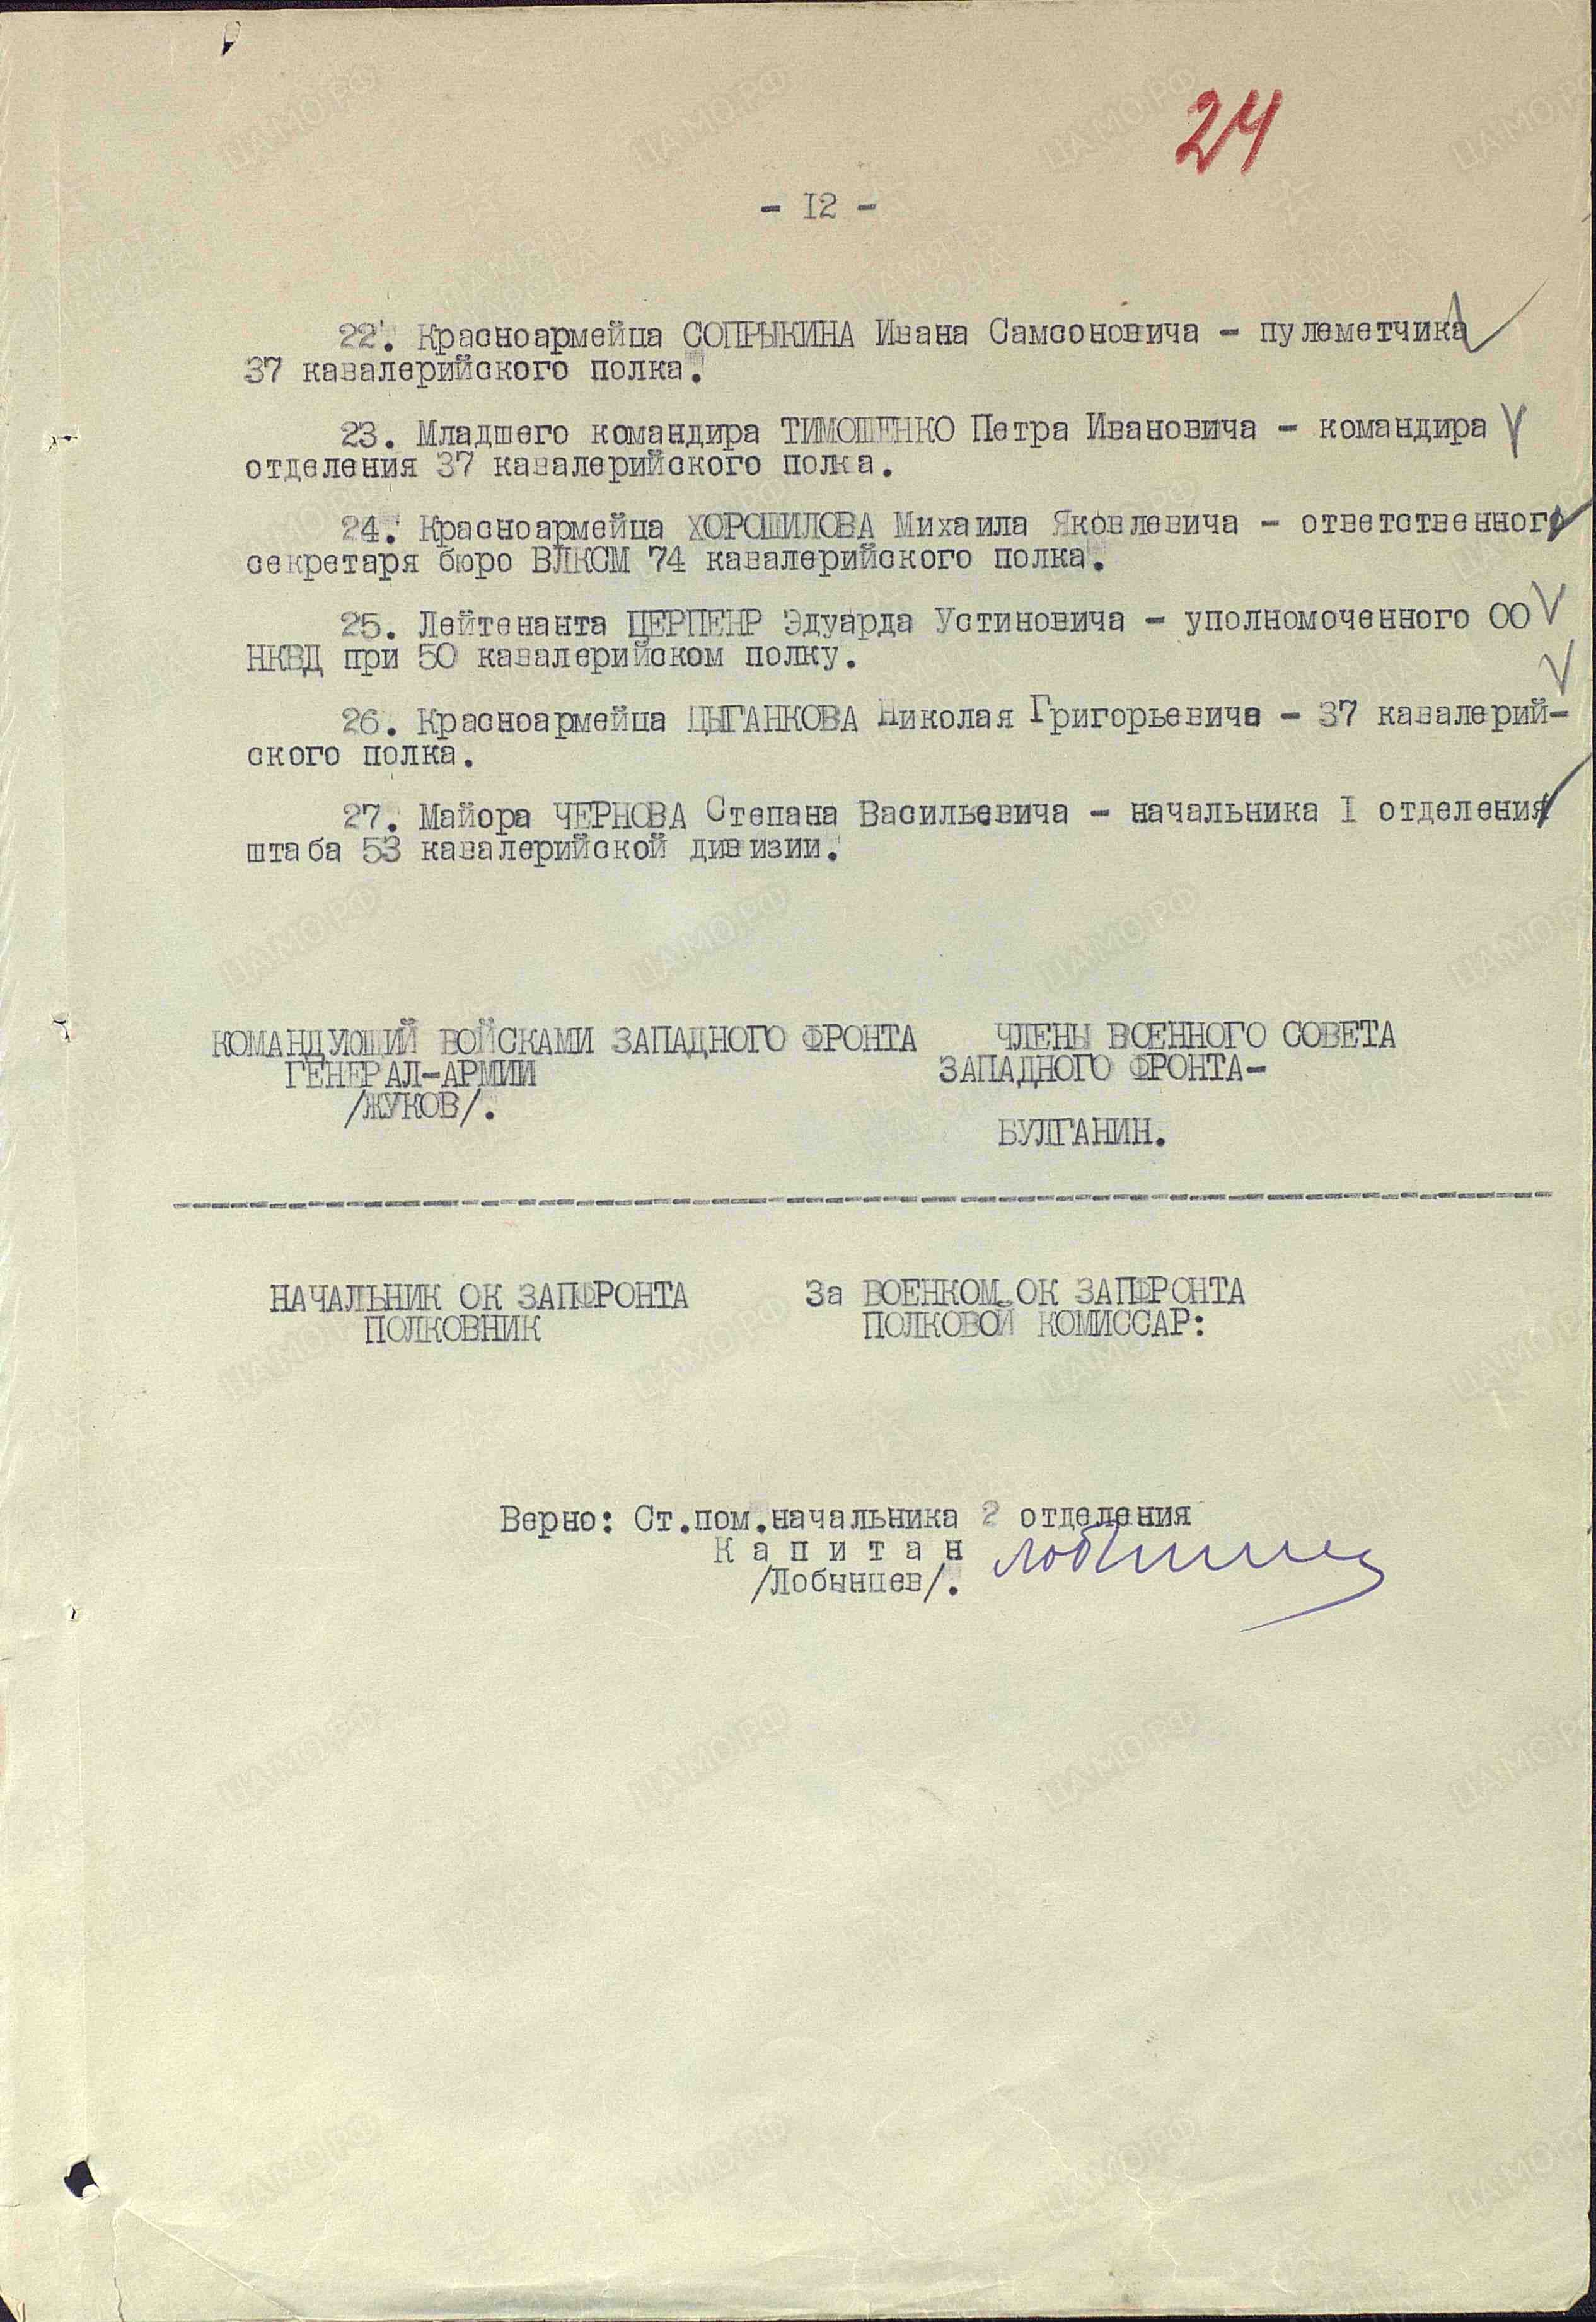 24
- I2 -
22. Красноармейца СОПРЫКИНА Ивана Самсоновича - пулеметчика
37 кавалерийского полка.
23. Младшего командира ТИМОШЕНКО Петра Ивановича - командира
отделения 37 кавалерийского полка.
24. Красноармейца ХОРОШИЛОВА Михаила Яковлевича - ответственного
секретаря бюро ВЛКСМ 74 кавалерийского полка.
25. Лейтенанта ЦЕРПЕНР Эдуарда Устиновича - уполномоченного ОО
НКВД при 50 кавалерийском полку.
26. Красноармейца ЦЫГАНКОВА Николая Григорьевича - 37 кавалерий-
ского полка.
27. Майора ЧЕРНОВА Степана Васильевича - начальника I отделения
штаба 53 кавалерийской дивизии.
КОМАНДУЮЩИЙ ВОЙСКАМИ ЗАПАДНОГО ФРОНТА
ГЕНЕРАЛ-АРМИИ
/ЖУКОВ/.
ЧЛЕНЫ ВОЕННОГО СОВЕТА
ЗАПАДНОГО ФРОНТА-
БУЛГАНИН.
НАЧАЛЬНИК ОК ЗАПФРОНТА
ПОЛКОВНИК
За ВОЕНКОМ ОК ЗАПФРОНТА
ПОЛКОВОЙ КОМИССАР:
Верно: Ст.пом.начальника 2 отделения
Капитан
/Лобынцев/.
ЦАМО.РФ
ПАМЯТЬ НАРОДА